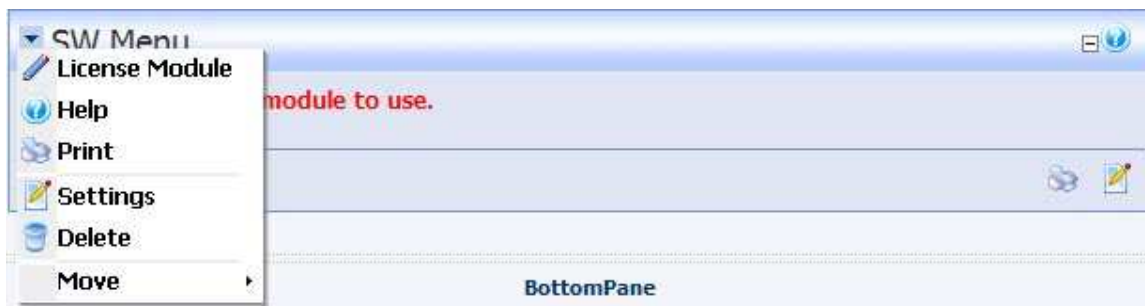 SW Menu
License Module
module to use.
Help
Print
Settings
Delete
Move
BottomPane